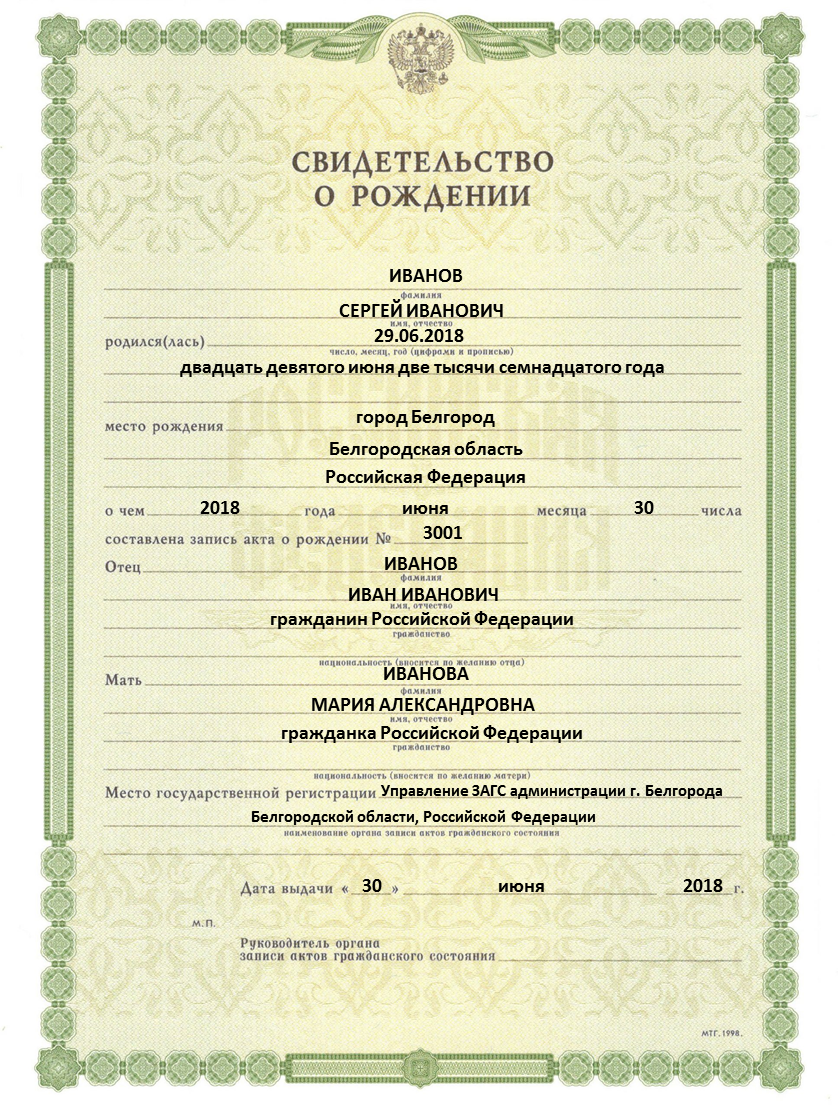 СВИДЕТЕЛЬСТВО
О РОЖДЕНИИ
ИВАНОВ
фамилия
СЕРГЕЙ ИВАНОВИЧ
имя, отчество
родился(лась) 29.06.2018
число, месяц, год (цифрами и прописью)
двадцать девятого июня две тысячи семнадцатого года
место рождения город Белгород
Белгородская область
Российская Федерация
о чем 2018 года июня месяца 30 числа
составлена запись акта о рождении № 3001
Отец ИВАНОВ
фамилия
ИВАН ИВАНОВИЧ
имя, отчество
гражданин Российской Федерации
гражданство
национальность (вносится по желанию отца)
Мать ИВАНОВА
фамилия
МАРИЯ АЛЕКСАНДРОВНА
имя, отчество
гражданка Российской Федерации
гражданство
национальность (вносится по желанию матери)
Место государственной регистрации Управление ЗАГС администрации г. Белгорода
Белгородской области, Российской Федерации
наименование органа записи актов гражданского состояния
Дата выдачи « 30 » июня 2018 г.
М.П.
Руководитель органа
записи актов гражданского состояния
МТГ. 1998.